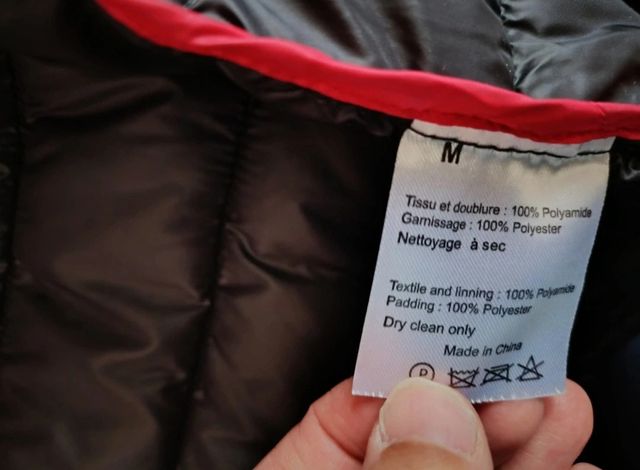 M
Tissu et doublure : 100% Polyamide
Garnissage : 100% Polyester
Nettoyage à sec
Textile and linning : 100% Polyamide
Padding : 100% Polyester
Dry clean only
Made in China
P